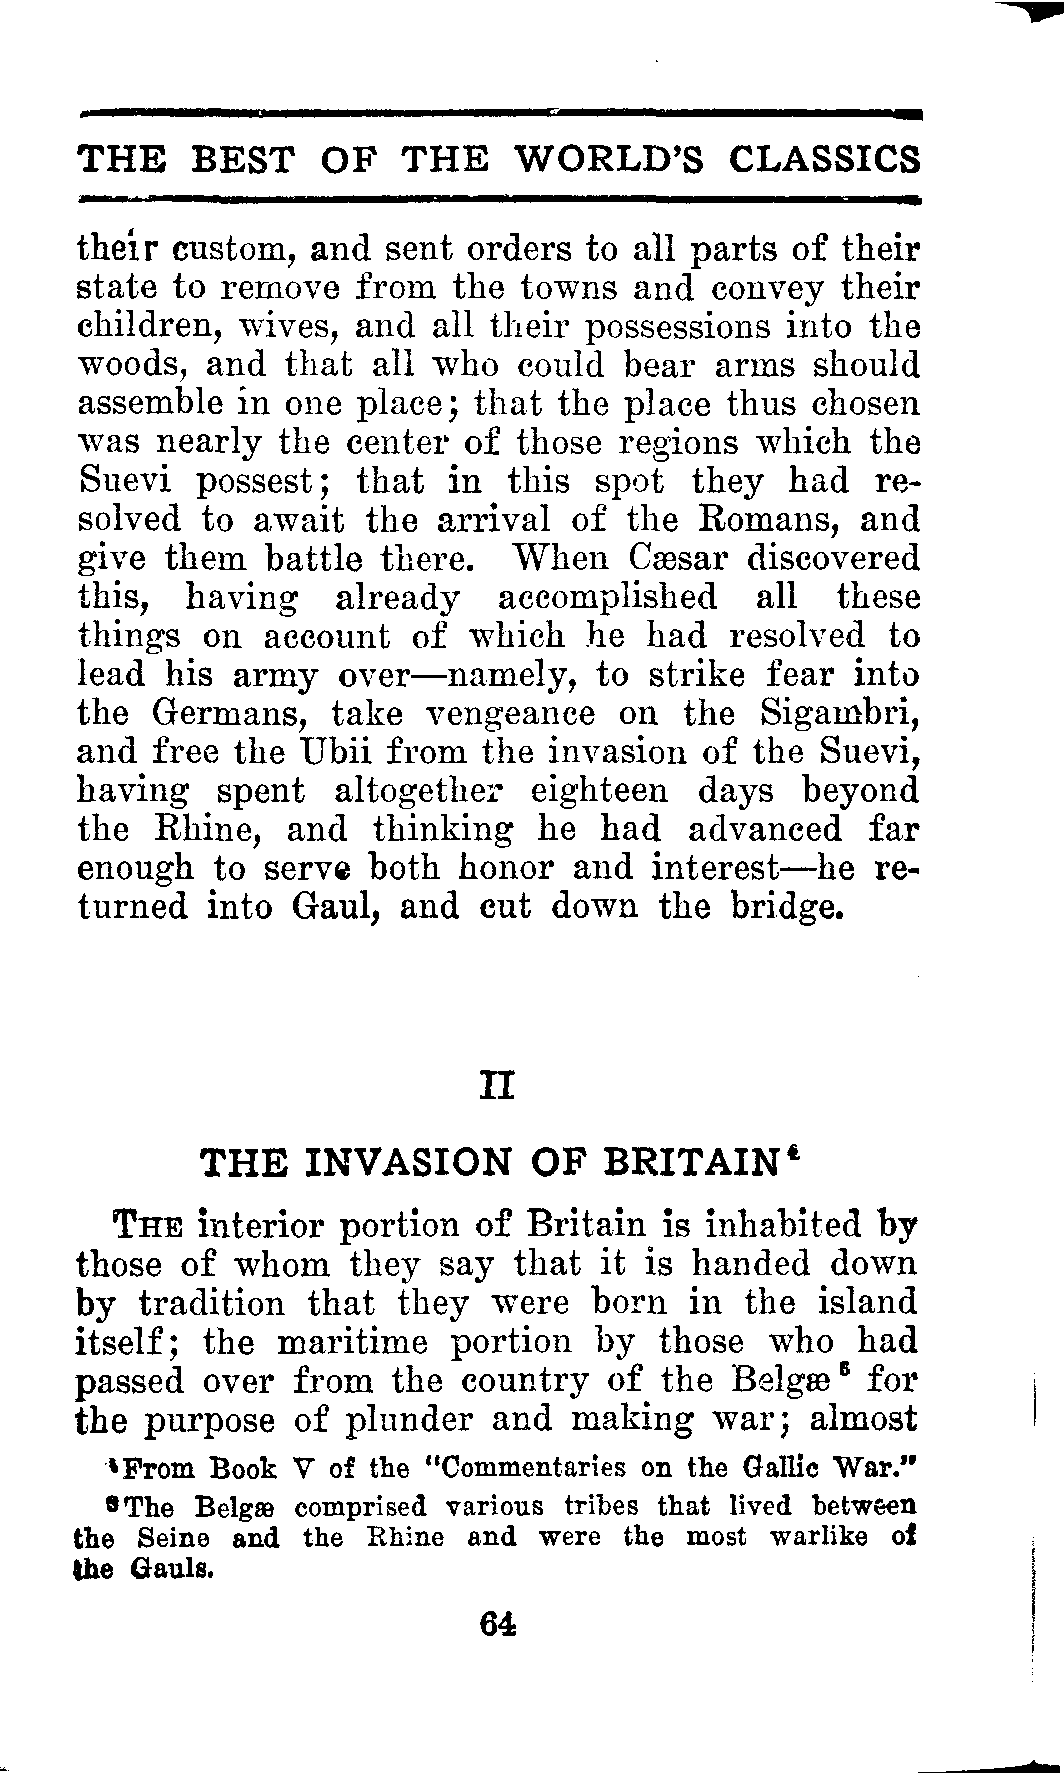 THE BEST OF THE WORLD'S CLASSICS
their custom, and sent orders to all parts of their
state to remove from the towns and convey their
children, wives, and all their possessions into the
woods, and that all who could bear arms should
assemble in one place; that the place thus chosen
was nearly the center of those regions which the
Suevi possest; that in this spot they had re-
solved to await the arrival of the Romans, and
give them battle there. When Cæsar discovered
this, having already accomplished all these
things on account of which he had resolved to
lead his army over—namely, to strike fear into
the Germans, take vengeance on the Sigambri,
and free the Ubii from the invasion of the Suevi,
having spent altogether eighteen days beyond
the Rhine, and thinking he had advanced far
enough to serve both honor and interest—he re-
turned into Gaul, and cut down the bridge.
II
THE INVASION OF BRITAIN⁴
THE interior portion of Britain is inhabited by
those of whom they say that it is handed down
by tradition that they were born in the island
itself; the maritime portion by those who had
passed over from the country of the Belgæ⁵ for
the purpose of plunder and making war; almost
⁴From Book V of the "Commentaries on the Gallic War."
⁵The Belgæ comprised various tribes that lived between
the Seine and the Rhine and were the most warlike of
the Gauls.
64